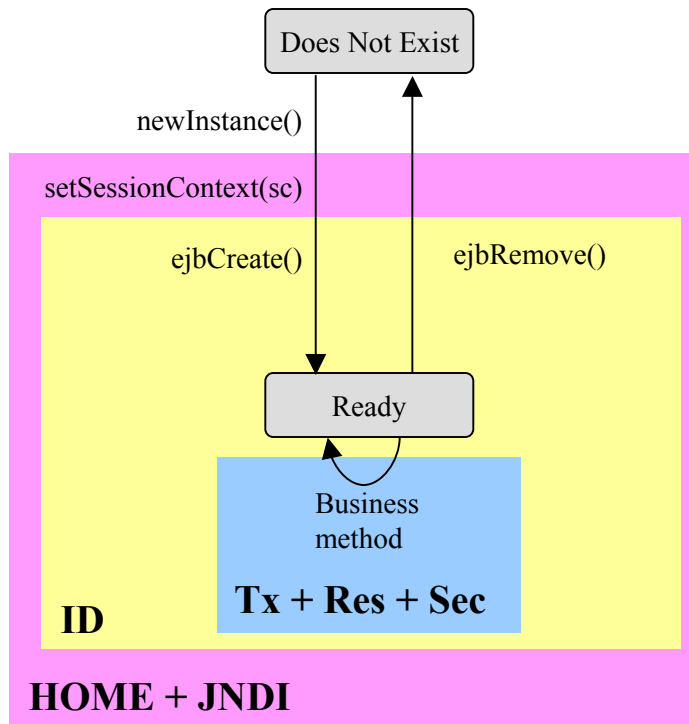 Does Not Exist
newInstance()
setSessionContext(sc)
ejbCreate()
ejbRemove()
Ready
Business
method
Tx + Res + Sec
ID
HOME + JNDI